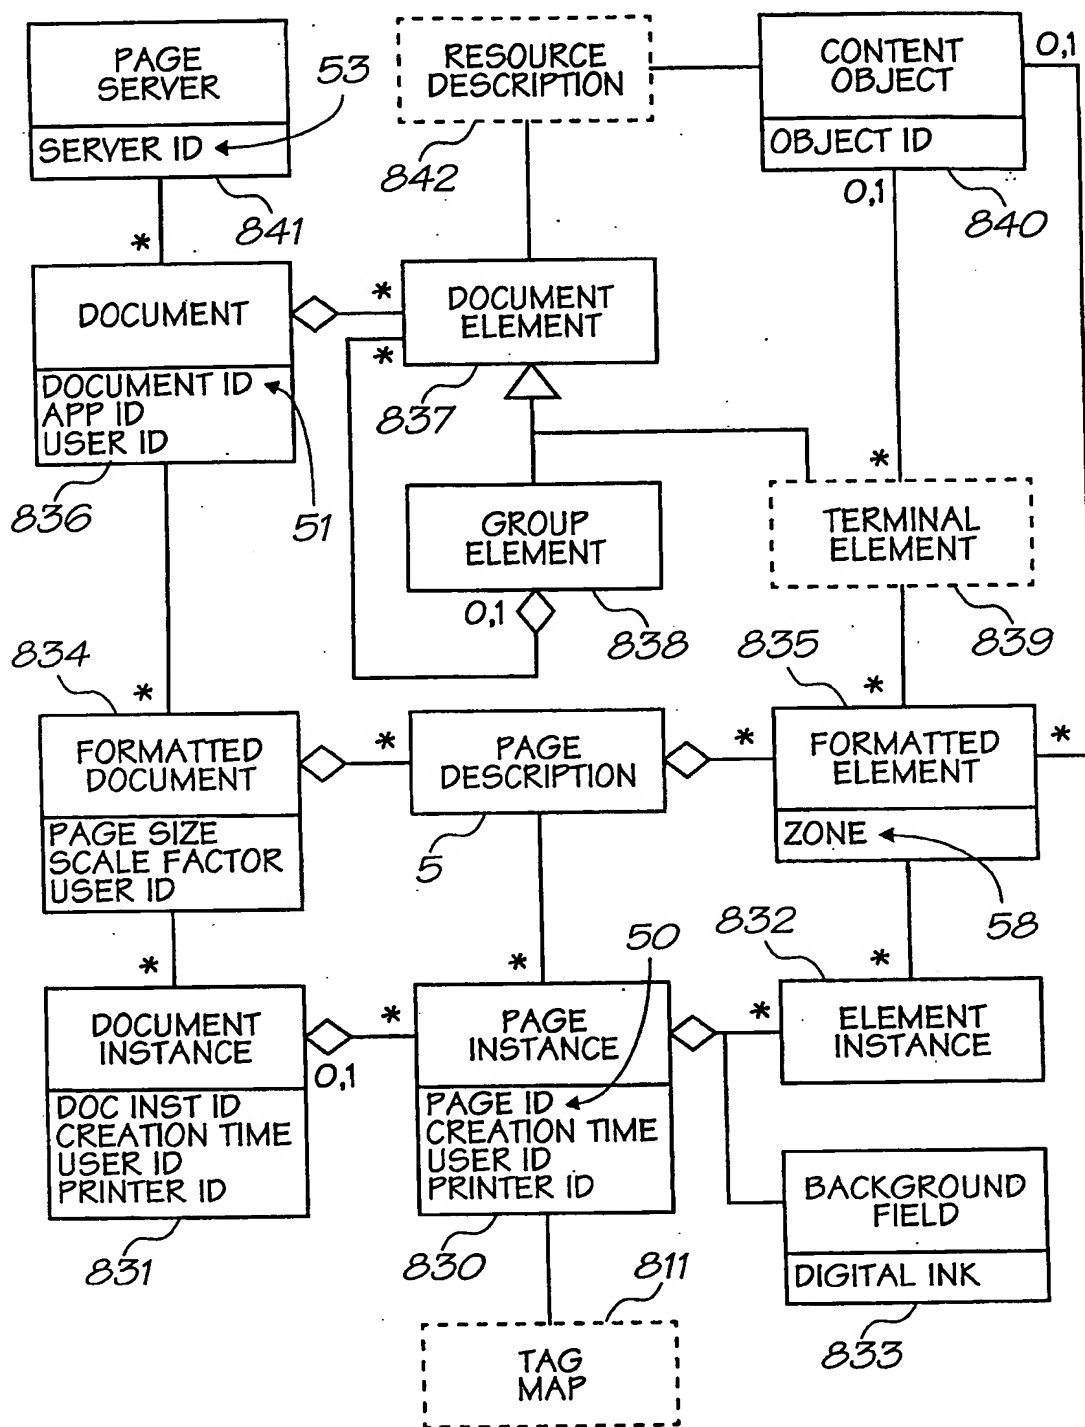 PAGE
SERVER
SERVER ID
53
841
RESOURCE
DESCRIPTION
842
CONTENT
OBJECT
OBJECT ID
0,1
0,1
840
*
DOCUMENT
DOCUMENT ID
APP ID
USER ID
836
51
*
*
DOCUMENT
ELEMENT
837
GROUP
ELEMENT
0,1
838
*
TERMINAL
ELEMENT
839
834
*
FORMATTED
DOCUMENT
PAGE SIZE
SCALE FACTOR
USER ID
*
PAGE
DESCRIPTION
5
835
*
*
*
FORMATTED
ELEMENT
ZONE
58
*
DOCUMENT
INSTANCE
0,1
DOC INST ID
CREATION TIME
USER ID
PRINTER ID
831
*
*
50
PAGE
INSTANCE
PAGE ID
CREATION TIME
USER ID
PRINTER ID
830
832
*
*
ELEMENT
INSTANCE
BACKGROUND
FIELD
DIGITAL INK
833
811
TAG
MAP